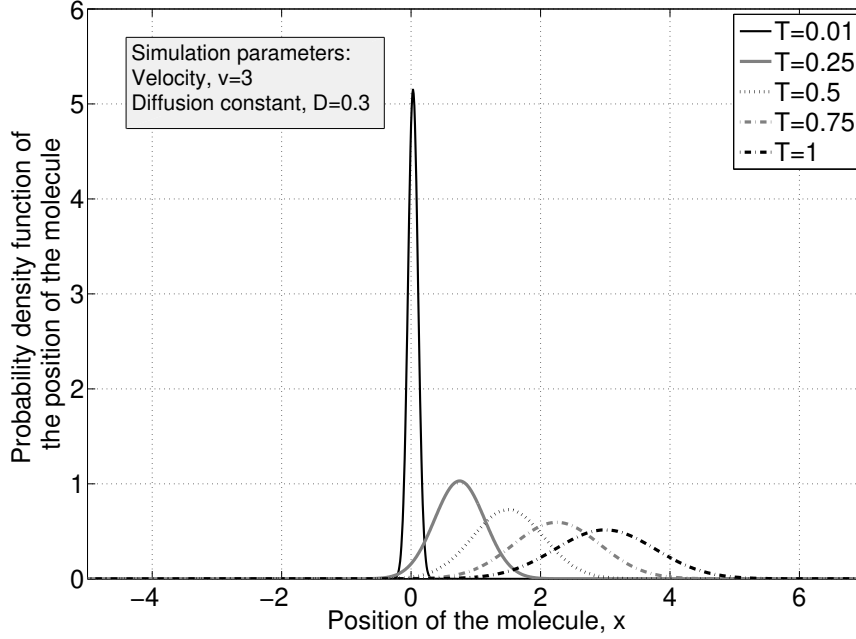 6
5
4
3
2
1
0
−4
−2
0
2
4
6
Probability density function of
the position of the molecule
Position of the molecule, x
Simulation parameters:
Velocity, v=3
Diffusion constant, D=0.3
T=0.01
T=0.25
T=0.5
T=0.75
T=1